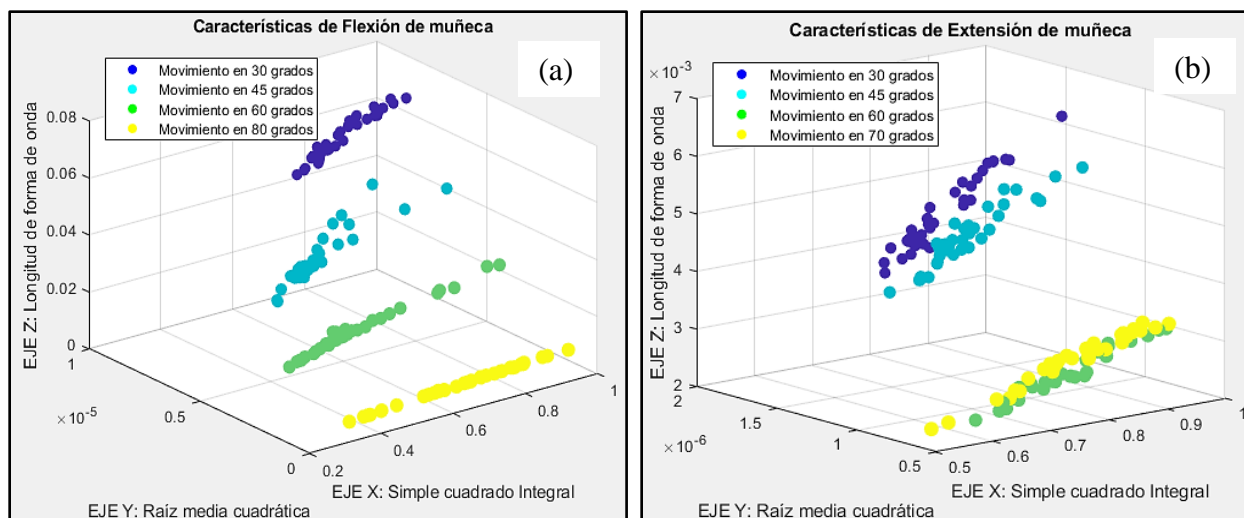 Características de Flexión de muñeca
(a)
Movimiento en 30 grados
Movimiento en 45 grados
Movimiento en 60 grados
Movimiento en 80 grados
EJE Z: Longitud de forma de onda
0.08
0.06
0.04
0.02
0
1
×10⁻⁵
0.5
0
0.2
0.4
0.6
0.8
1
EJE X: Simple cuadrado Integral
EJE Y: Raíz media cuadrática
Características de Extensión de muñeca
(b)
Movimiento en 30 grados
Movimiento en 45 grados
Movimiento en 60 grados
Movimiento en 70 grados
EJE Z: Longitud de forma de onda
×10⁻³
7
6
5
4
3
2
2
×10⁻⁶
1.5
1
0.5
0.5
0.6
0.7
0.8
0.9
1
EJE X: Simple cuadrado Integral
EJE Y: Raíz media cuadrática